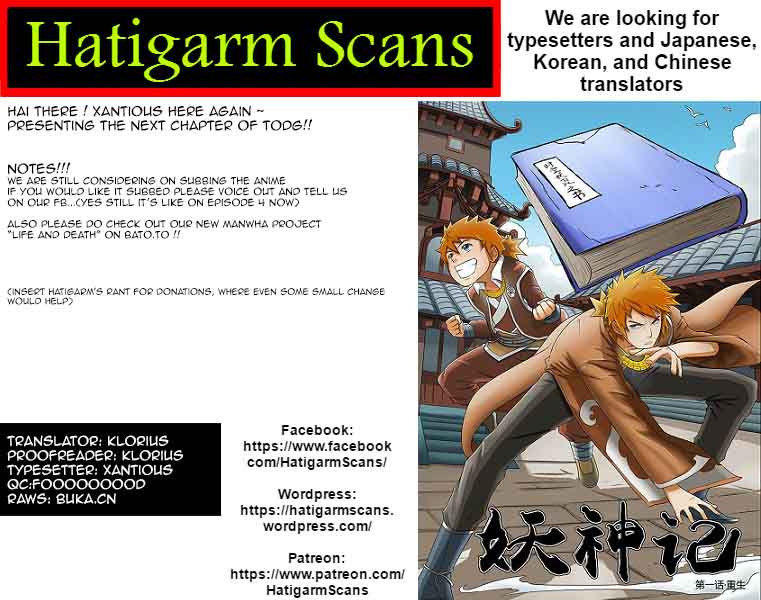 Hatigarm Scans
We are looking for
typesetters and Japanese,
Korean, and Chinese
translators
HAI THERE ! XANTIOUS HERE AGAIN ~
PRESENTING THE NEXT CHAPTER OF TODG!!
NOTES!!!
WE ARE STILL CONSIDERING ON SUBBING THE ANIME
IF YOU WOULD LIKE IT SUBBED PLEASE VOICE OUT AND TELL US
ON OUR FB...(YES STILL IT'S LIKE ON EPISODE 4 NOW)
ALSO PLEASE DO CHECK OUT OUR NEW MANWHA PROJECT
"LIFE AND DEATH" ON BATO.TO !!
(INSERT HATIGARM'S RANT FOR DONATIONS, WHERE EVEN SOME SMALL CHANGE
WOULD HELP)
TRANSLATOR: KLORIUS
PROOFREADER: KLORIUS
TYPESETTER: XANTIOUS
QC:FOOOOOOOOD
RAWS: BUKA.CN
Facebook:
https://www.facebook
com/HatigarmScans/
Wordpress:
https://hatigarmscans.
wordpress.com/
Patreon:
https://www.patreon.com/
HatigarmScans
妖神记
第一话·重生